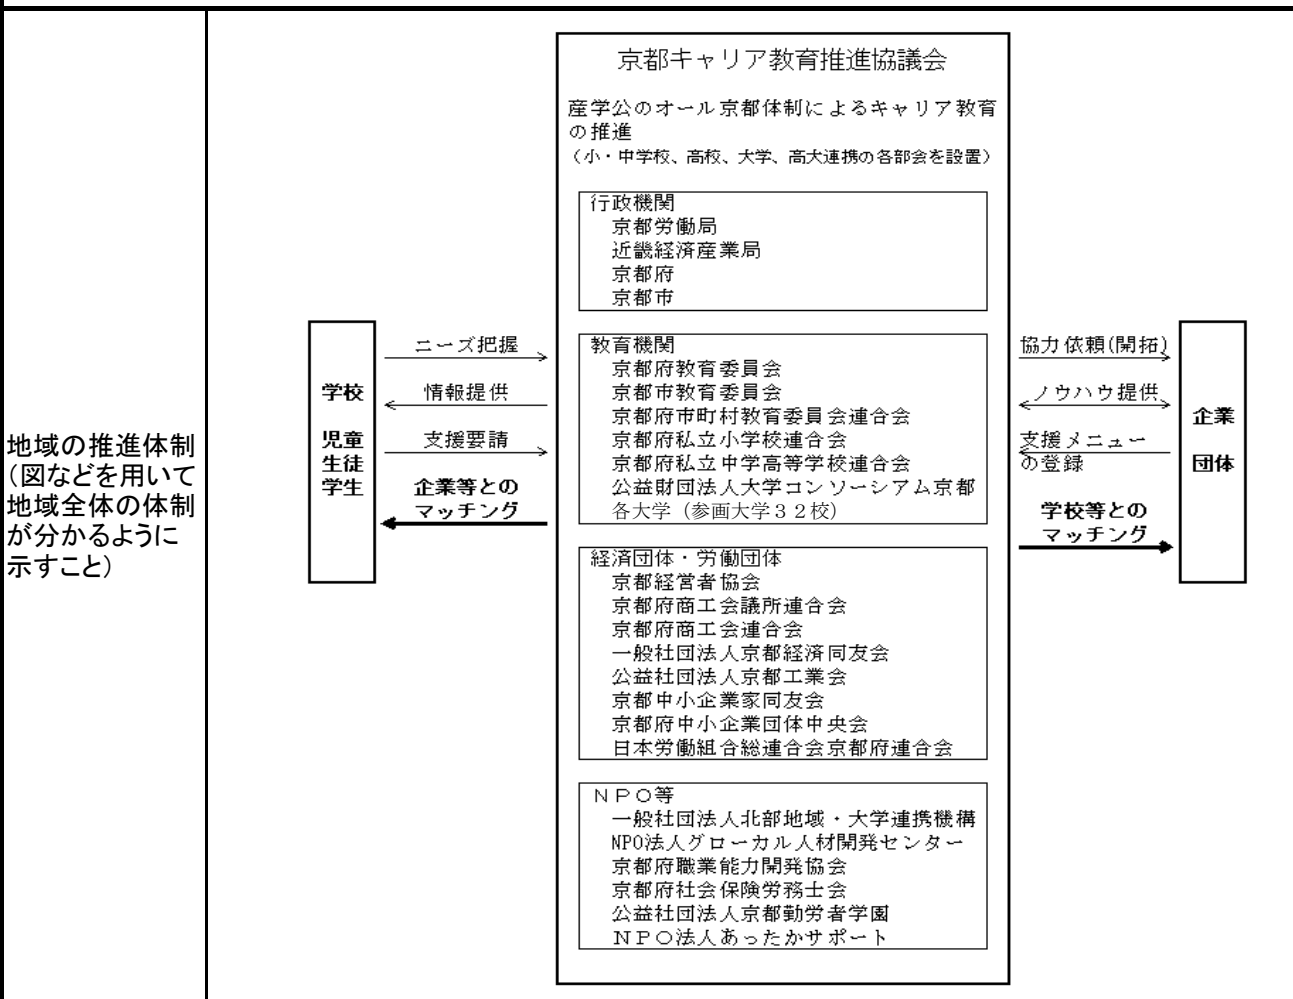 地域の推進体制
（図などを用いて
地域全体の体制
が分かるように
示すこと）
学校
児童
生徒
学生
ニーズ把握
情報提供
支援要請
企業等との
マッチング
京都キャリア教育推進協議会
産学公のオール京都体制によるキャリア教育
の推進
（小・中学校、高校、大学、高大連携の各部会を設置）
行政機関
京都労働局
近畿経済産業局
京都府
京都市
教育機関
京都府教育委員会
京都市教育委員会
京都府市町村教育委員会連合会
京都府私立小学校連合会
京都府私立中学高等学校連合会
公益財団法人大学コンソーシアム京都
各大学（参画大学３２校）
経済団体・労働団体
京都経営者協会
京都府商工会議所連合会
京都府商工会連合会
一般社団法人京都経済同友会
公益社団法人京都工業会
京都中小企業家同友会
京都府中小企業団体中央会
日本労働組合総連合会京都府連合会
ＮＰＯ等
一般社団法人北部地域・大学連携機構
NPO法人グローカル人材開発センター
京都府職業能力開発協会
京都府社会保険労務士会
公益社団法人京都勤労者学園
ＮＰＯ法人あったかサポート
協力依頼(開拓)
ノウハウ提供
支援メニュー
の登録
学校等との
マッチング
企業
団体